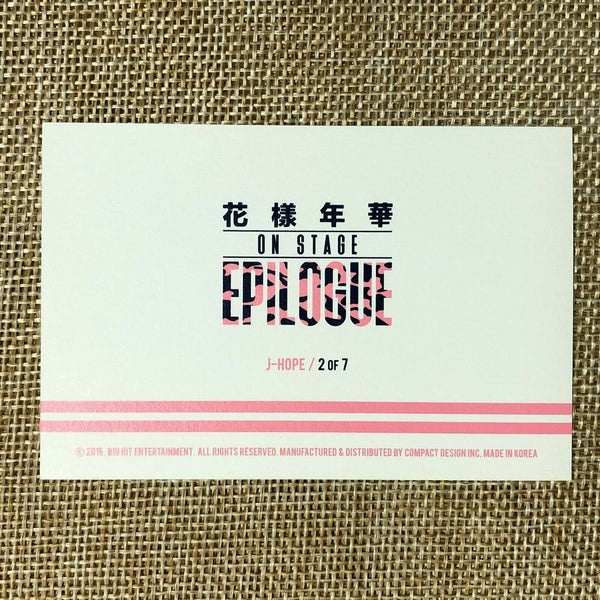 花樣年華
ON STAGE
EPILOGUE
J-HOPE / 2 OF 7
Ⓒ 2016. BIG HIT ENTERTAINMENT. ALL RIGHTS RESERVED. MANUFACTURED & DISTRIBUTED BY COMPACT DESIGN INC. MADE IN KOREA